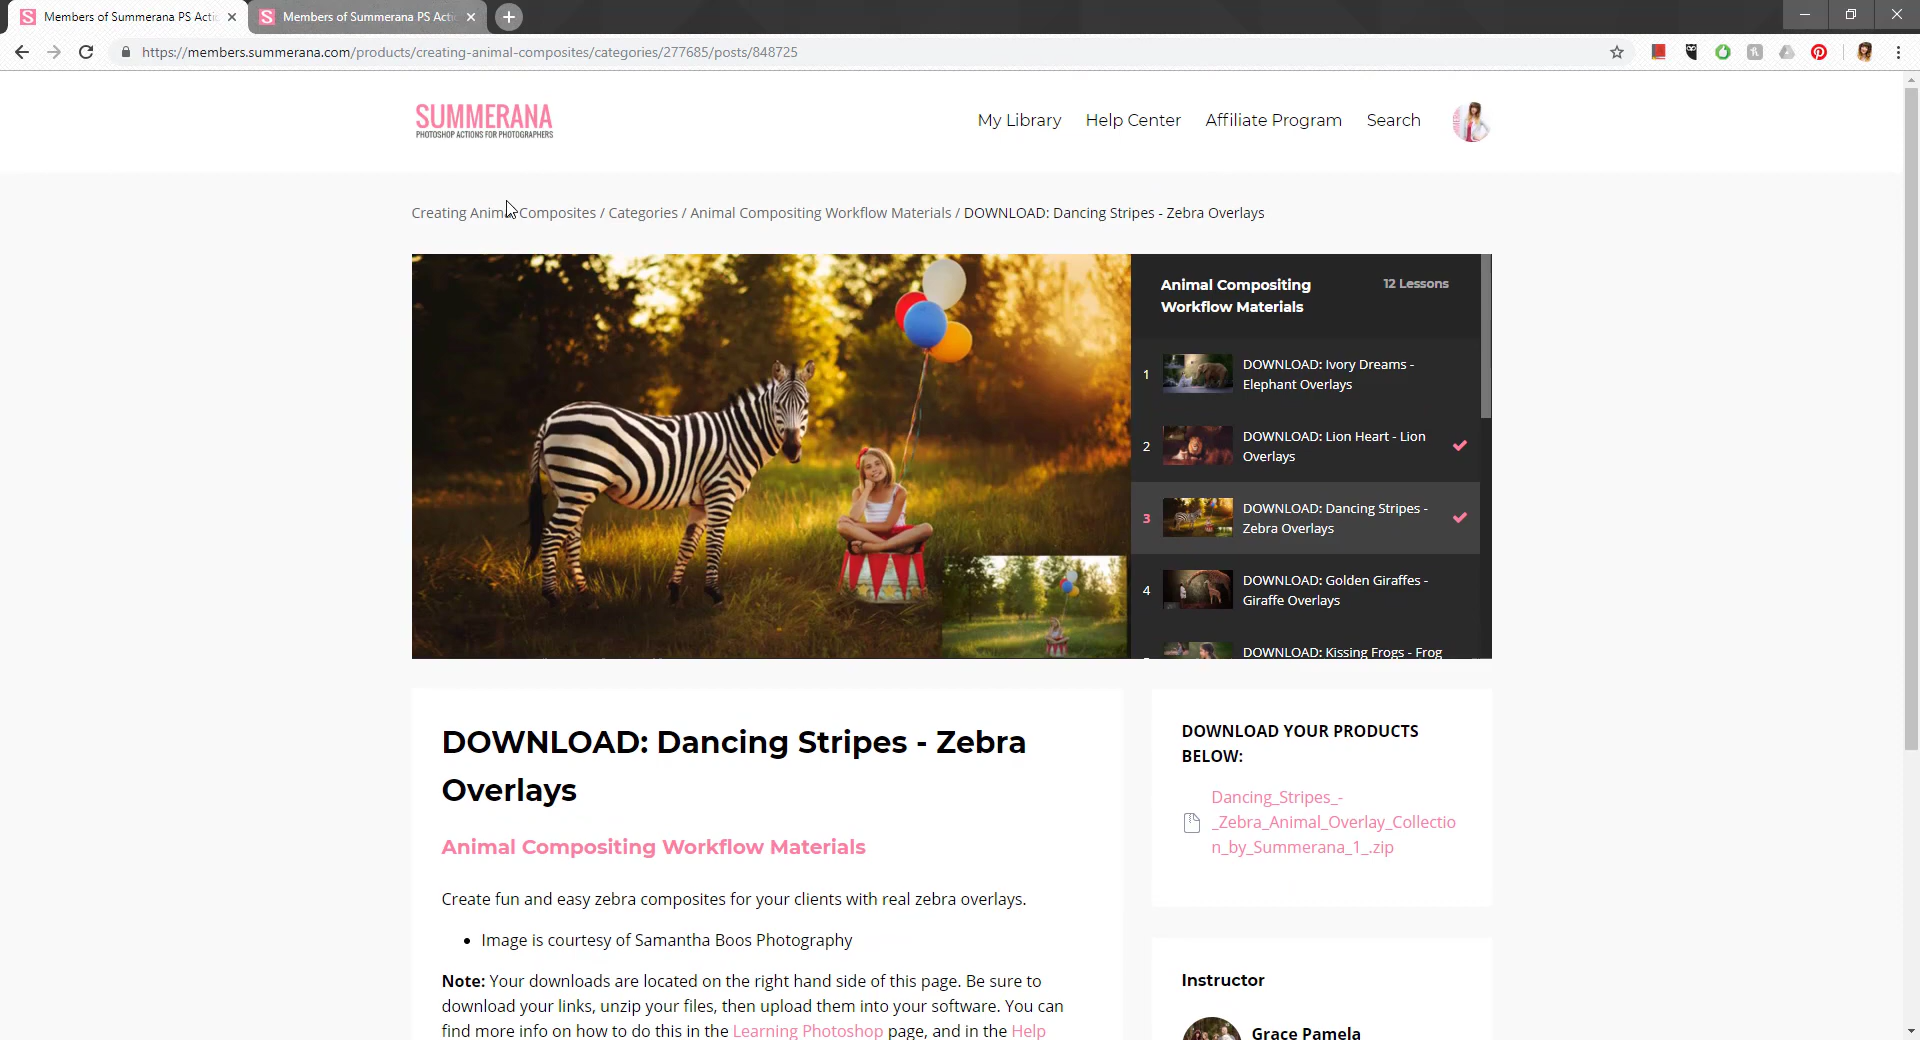 Members of Summerana PS Acti
Members of Summerana PS Acti
https://members.summerana.com/products/creating-animal-composites/categories/277685/posts/848725
SUMMERANA
PHOTOSHOP ACTIONS FOR PHOTOGRAPHERS
My Library
Help Center
Affiliate Program
Search
Creating Animal Composites / Categories / Animal Compositing Workflow Materials / DOWNLOAD: Dancing Stripes - Zebra Overlays
Animal Compositing
Workflow Materials
12 Lessons
1
DOWNLOAD: Ivory Dreams -
Elephant Overlays
2
DOWNLOAD: Lion Heart - Lion
Overlays
3
DOWNLOAD: Dancing Stripes -
Zebra Overlays
4
DOWNLOAD: Golden Giraffes -
Giraffe Overlays
DOWNLOAD: Kissing Frogs - Frog
DOWNLOAD: Dancing Stripes - Zebra
Overlays
Animal Compositing Workflow Materials
Create fun and easy zebra composites for your clients with real zebra overlays.
• Image is courtesy of Samantha Boos Photography
Note: Your downloads are located on the right hand side of this page. Be sure to
download your links, unzip your files, then upload them into your software. You can
find more info on how to do this in the Learning Photoshop page, and in the Help
DOWNLOAD YOUR PRODUCTS
BELOW:
Dancing_Stripes_-
_Zebra_Animal_Overlay_Collectio
n_by_Summerana_1_.zip
Instructor
Grace Pamela